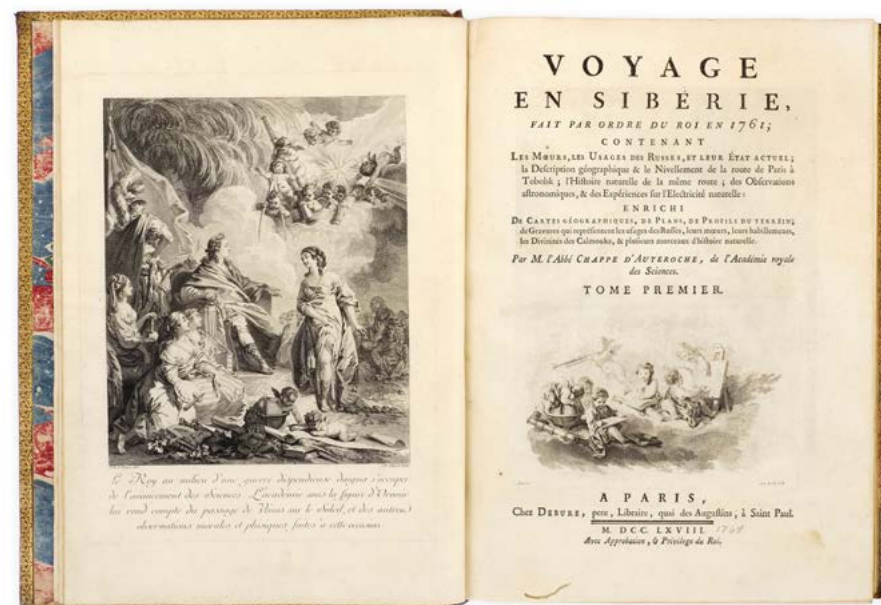 Le Roy au milieu d'une guerre dispendieuse daigne s'occuper
de l'avancement des Sciences. L'académie sous la figure d'Uranie
lui rend compte du passage de Vénus sur le Soleil, et des autres
observations morales et phisiques faites à cette occasion.
VOYAGE
EN SIBÉRIE,
FAIT PAR ORDRE DU ROI EN 1761;
CONTENANT
LES MŒURS, LES USAGES DES RUSSES, ET LEUR ÉTAT ACTUEL;
la Description géographique & le Nivellement de la route de Paris à
Tobolsk; l'Histoire naturelle de la même route; des Observations
astronomiques, & des Expériences sur l'Electricité naturelle:
ENRICHI
DE CARTES GÉOGRAPHIQUES, DE PLANS, DE PROFILS DU TERREIN;
de Gravures qui représentent les usages des Russes, leurs mœurs, leurs habillements,
les Divinités des Calmouks, & plusieurs morceaux d'histoire naturelle.
Par M. l'Abbé CHAPPE D'AUTEROCHE, de l'Académie royale
des Sciences.
TOME PREMIER.
A PARIS,
Chez DEBURE, pere, Libraire, quai des Augustins, à Saint Paul.
M. DCC. LXVIII. 1768
Avec Approbation, & Privilége du Roi.